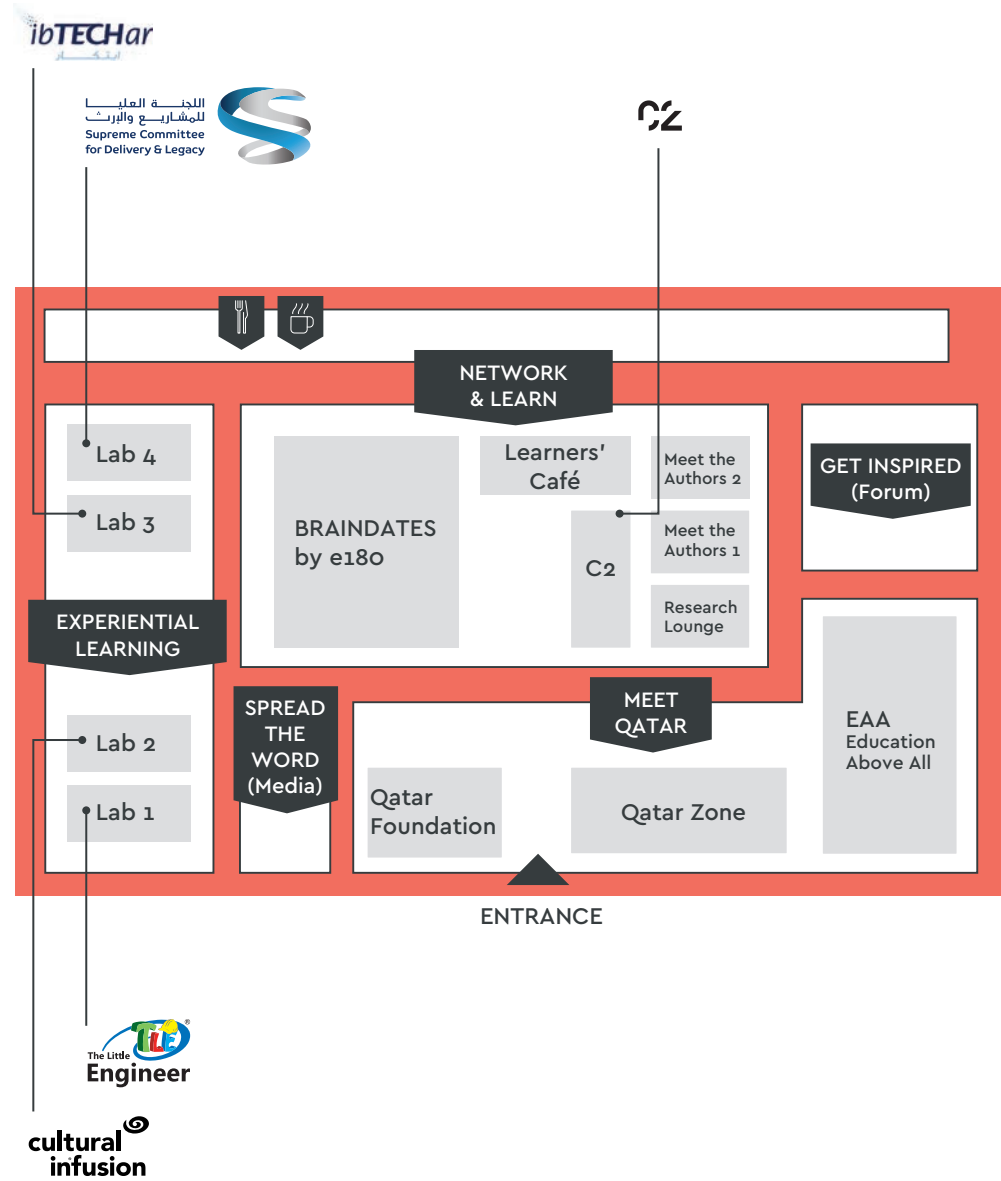 ibTECHar
ابتكار
اللجنة العليا
للمشاريع والإرث
Supreme Committee
for Delivery & Legacy
C2
NETWORK
& LEARN
Lab 4
Lab 3
EXPERIENTIAL
LEARNING
Lab 2
Lab 1
BRAINDATES
by e180
Learners'
Café
C2
Meet the
Authors 2
Meet the
Authors 1
Research
Lounge
GET INSPIRED
(Forum)
SPREAD
THE
WORD
(Media)
MEET
QATAR
Qatar
Foundation
Qatar Zone
EAA
Education
Above All
ENTRANCE
The Little
TLE®
Engineer
cultural
infusion